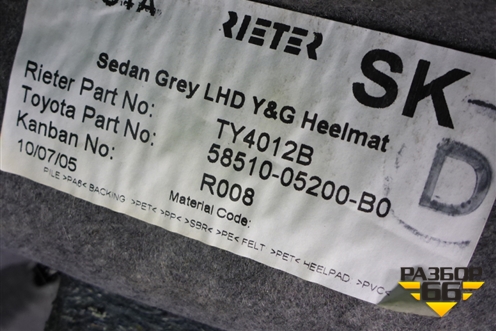 RIETER
SK
Sedan Grey LHD Y&G Heelmat
Rieter Part No: TY4012B
Toyota Part No: 58510-05200-B0
Kanban No: R008
10/07/05 Material Code:
PILE >PA6< BACKING >PET< >PP< >SBR< >PE< FELT >PET< HEELPAD >PVC<
D
РАЗБОР
66